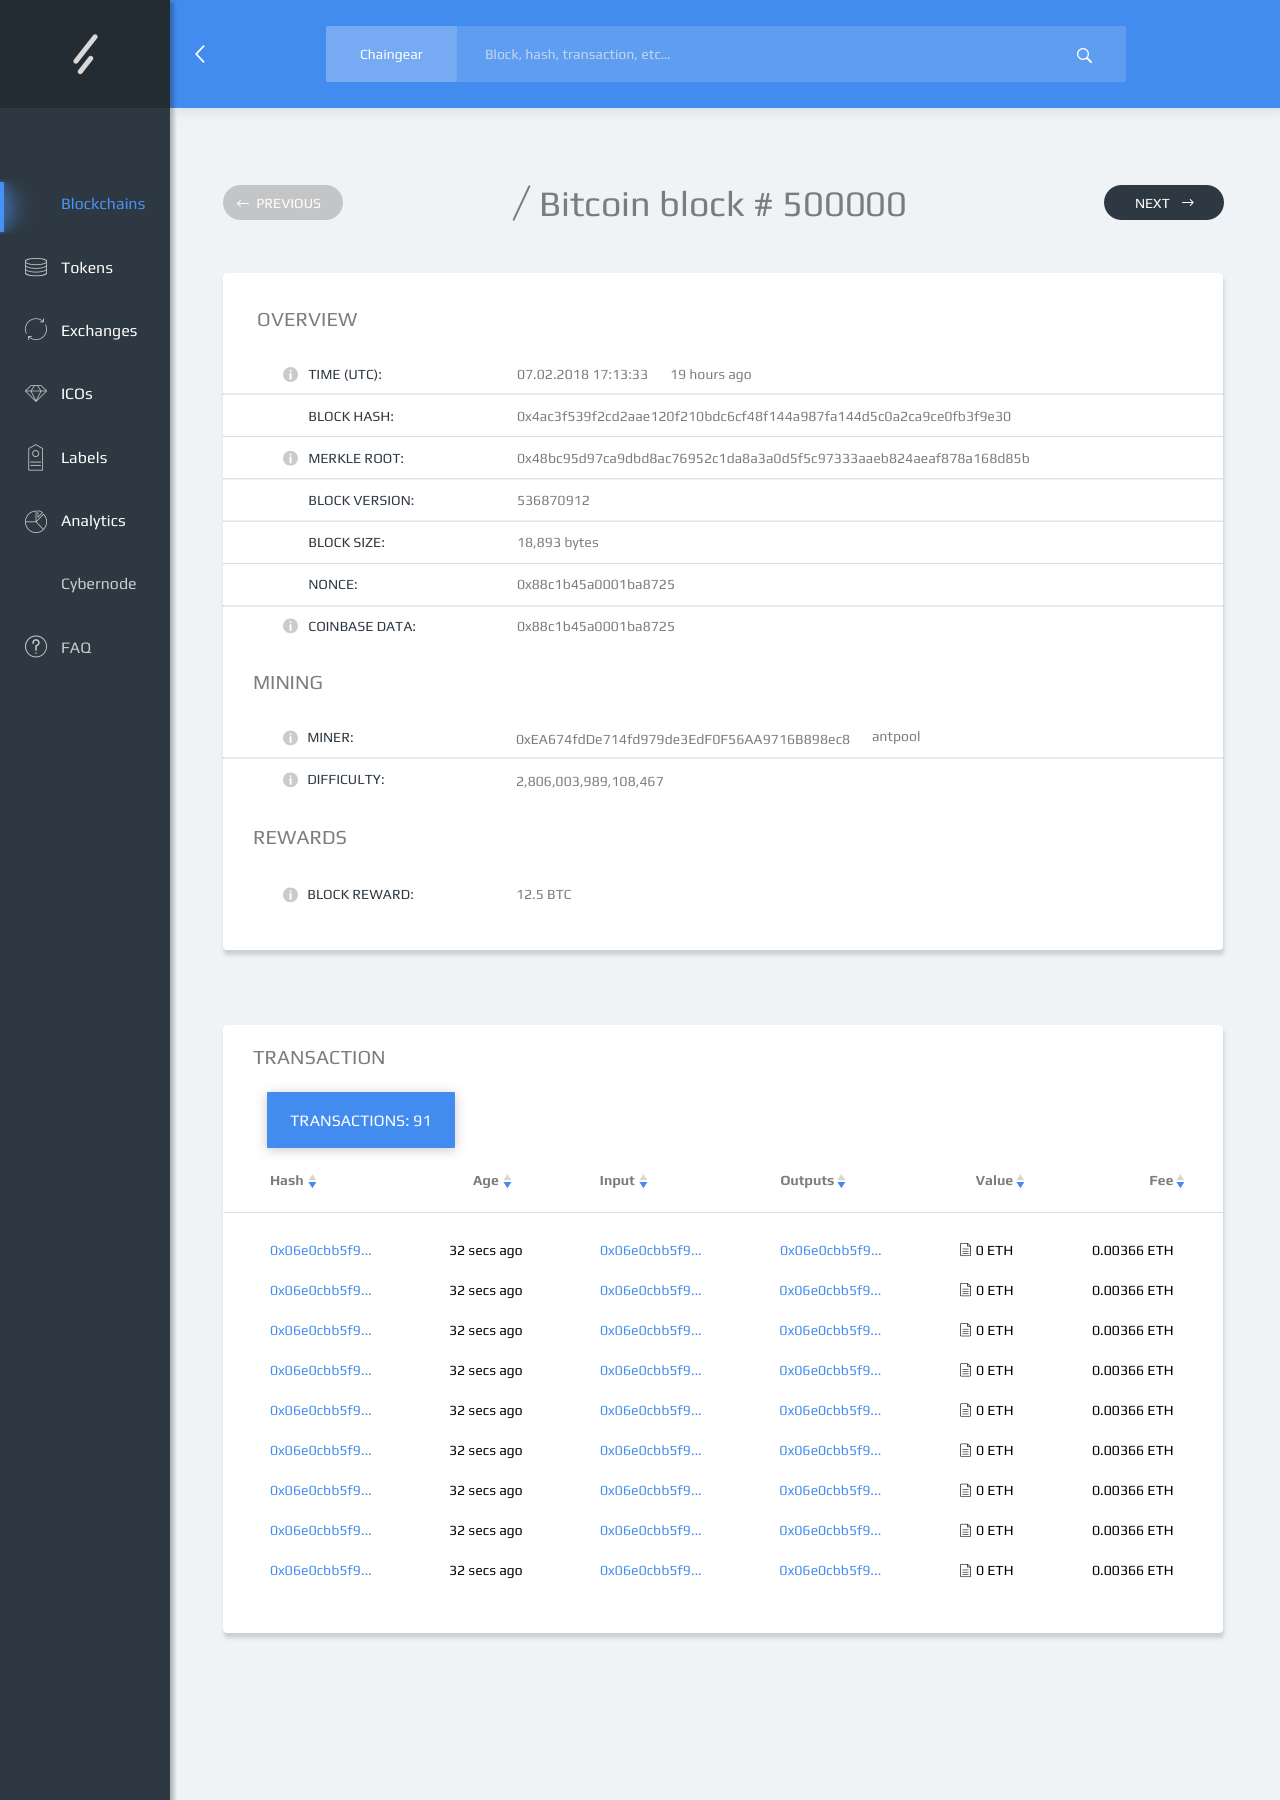 Chaingear
Block, hash, transaction, etc...
Blockchains
Tokens
Exchanges
ICOs
Labels
Analytics
Cybernode
FAQ
PREVIOUS
/ Bitcoin block # 500000
NEXT
OVERVIEW
TIME (UTC): 07.02.2018 17:13:33 19 hours ago
BLOCK HASH: 0x4ac3f539f2cd2aae120f210bdc6cf48f144a987fa144d5c0a2ca9ce0fb3f9e30
MERKLE ROOT: 0x48bc95d97ca9dbd8ac76952c1da8a3a0d5f5c97333aaeb824aeaf878a168d85b
BLOCK VERSION: 536870912
BLOCK SIZE: 18,893 bytes
NONCE: 0x88c1b45a0001ba8725
COINBASE DATA: 0x88c1b45a0001ba8725
MINING
MINER: 0xEA674fdDe714fd979de3EdF0F56AA9716B898ec8 antpool
DIFFICULTY: 2,806,003,989,108,467
REWARDS
BLOCK REWARD: 12.5 BTC
TRANSACTION
TRANSACTIONS: 91
Hash Age Input Outputs Value Fee
0x06e0cbb5f9... 32 secs ago 0x06e0cbb5f9... 0x06e0cbb5f9... 0 ETH 0.00366 ETH
0x06e0cbb5f9... 32 secs ago 0x06e0cbb5f9... 0x06e0cbb5f9... 0 ETH 0.00366 ETH
0x06e0cbb5f9... 32 secs ago 0x06e0cbb5f9... 0x06e0cbb5f9... 0 ETH 0.00366 ETH
0x06e0cbb5f9... 32 secs ago 0x06e0cbb5f9... 0x06e0cbb5f9... 0 ETH 0.00366 ETH
0x06e0cbb5f9... 32 secs ago 0x06e0cbb5f9... 0x06e0cbb5f9... 0 ETH 0.00366 ETH
0x06e0cbb5f9... 32 secs ago 0x06e0cbb5f9... 0x06e0cbb5f9... 0 ETH 0.00366 ETH
0x06e0cbb5f9... 32 secs ago 0x06e0cbb5f9... 0x06e0cbb5f9... 0 ETH 0.00366 ETH
0x06e0cbb5f9... 32 secs ago 0x06e0cbb5f9... 0x06e0cbb5f9... 0 ETH 0.00366 ETH
0x06e0cbb5f9... 32 secs ago 0x06e0cbb5f9... 0x06e0cbb5f9... 0 ETH 0.00366 ETH